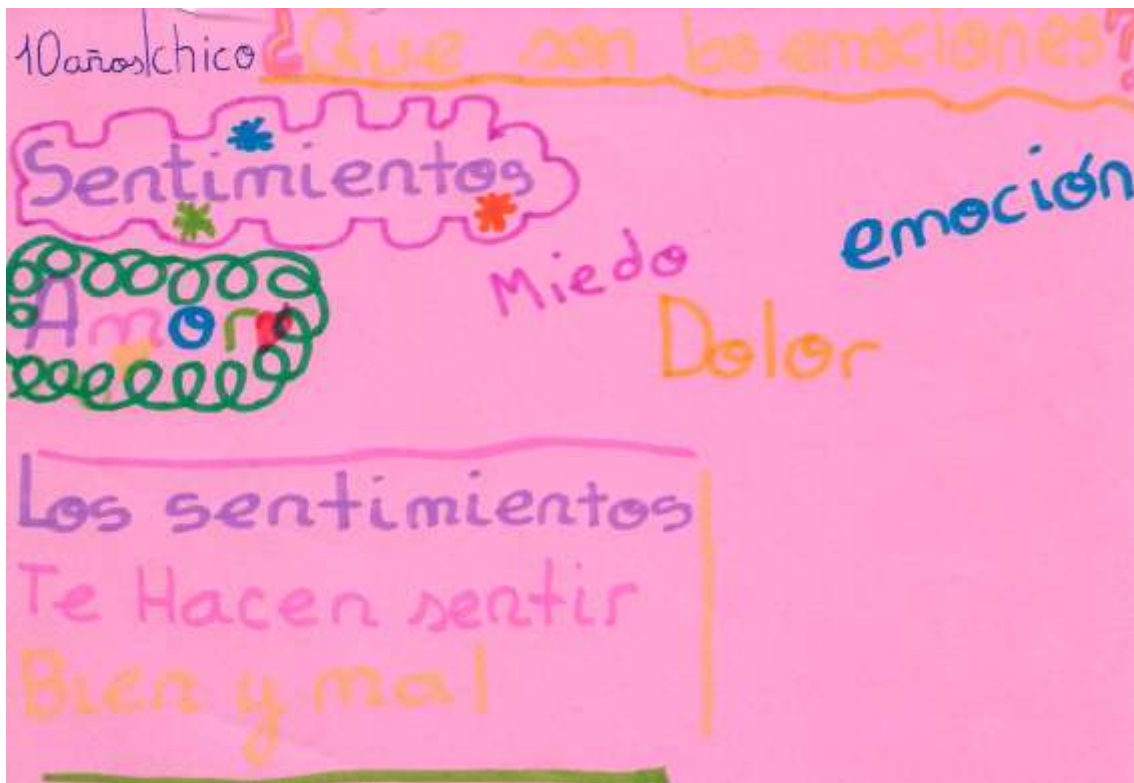 10años/chico
¿Que son las emociones?
Sentimientos
emoción
Miedo
Amor
Dolor
Los sentimientos
Te Hacen sentir
Bien y mal